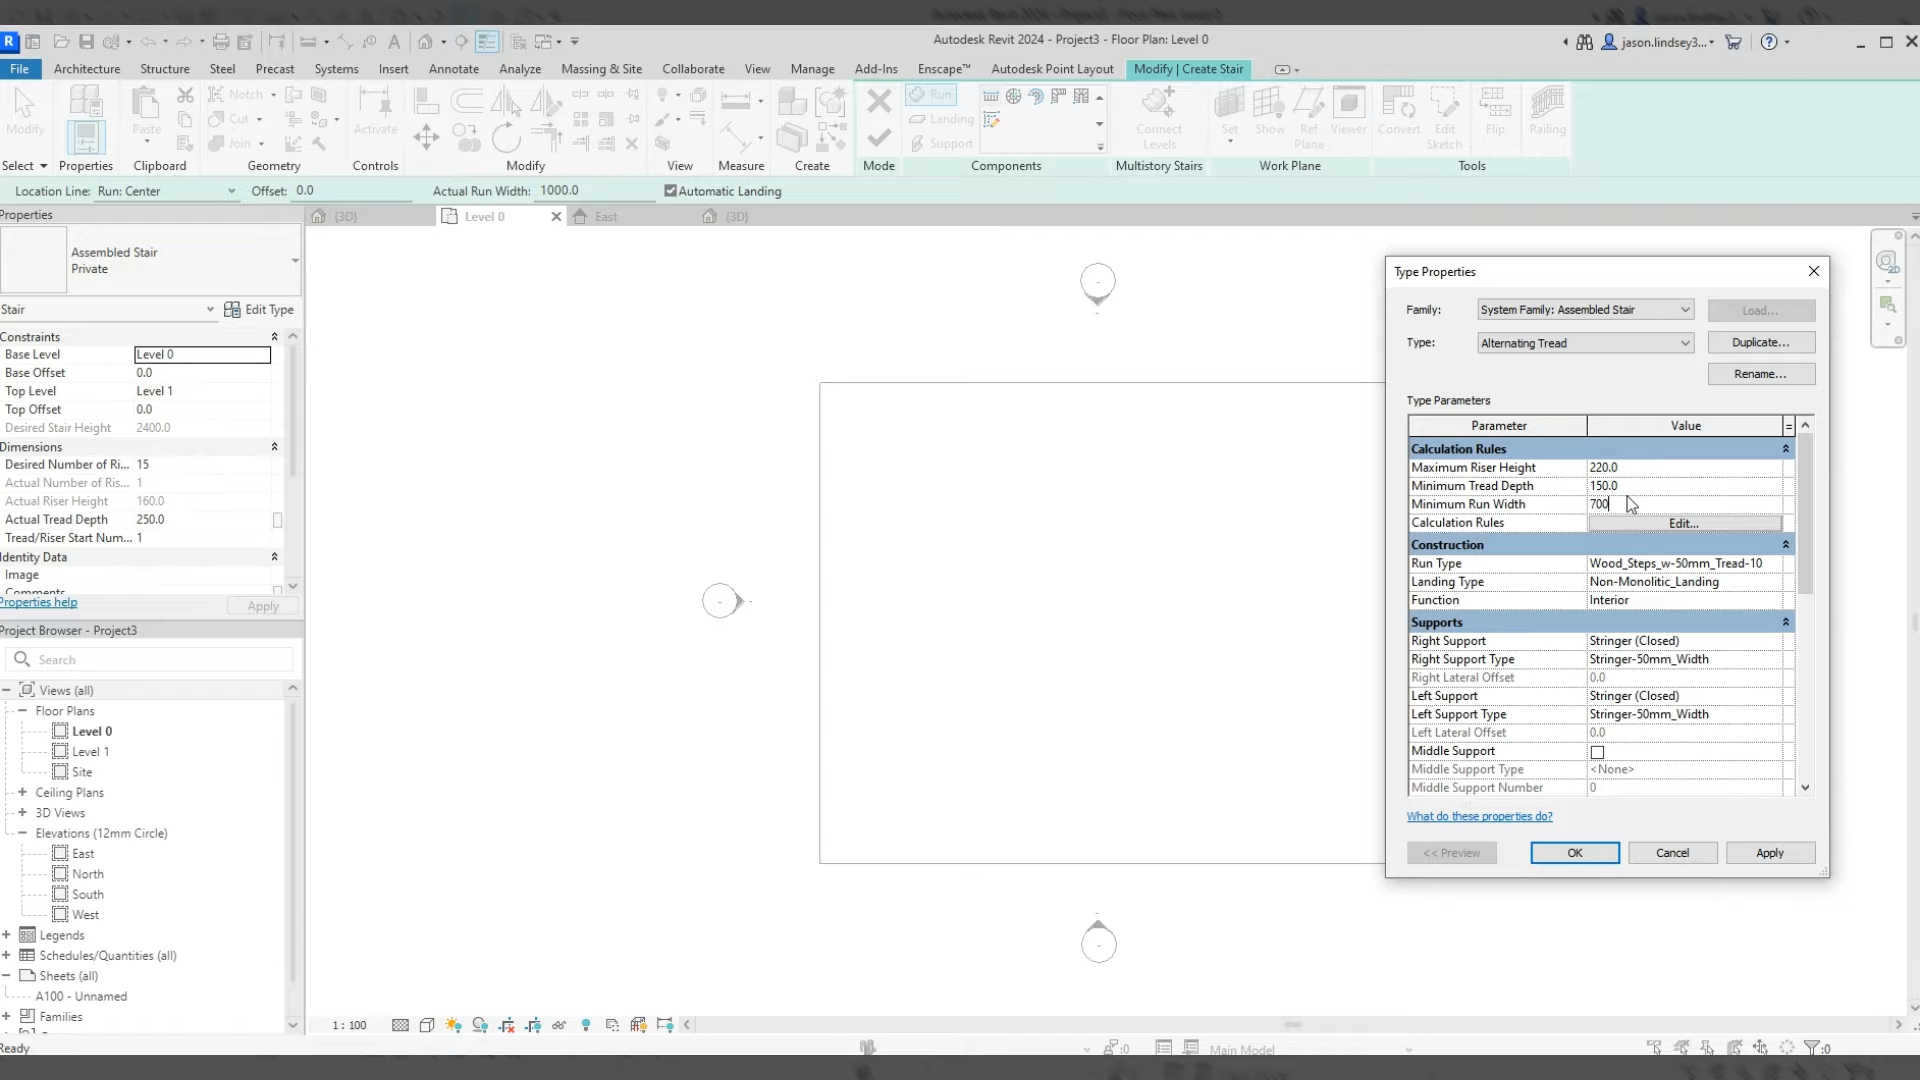 Autodesk Revit 2024 - Project3 - Floor Plan: Level 0
jason.lindsey3...
File Architecture Structure Steel Precast Systems Insert Annotate Analyze Massing & Site Collaborate View Manage Add-Ins Enscape™ Autodesk Point Layout Modify | Create Stair
Modify
Paste
Notch
Cut
Join
Activate
Run
Landing
Support
Connect Levels
Set
Show
Ref Plane
Viewer
Convert
Edit Sketch
Flip
Railing
Select Properties Clipboard Geometry Controls Modify View Measure Create Mode Components Multistory Stairs Work Plane Tools
Location Line: Run: Center Offset: 0.0 Actual Run Width: 1000.0 Automatic Landing
Properties
{3D} Level 0 East {3D}
Assembled Stair
Private
Stair Edit Type
Constraints
Base Level Level 0
Base Offset 0.0
Top Level Level 1
Top Offset 0.0
Desired Stair Height 2400.0
Dimensions
Desired Number of Ri... 15
Actual Number of Ris... 1
Actual Riser Height 160.0
Actual Tread Depth 250.0
Tread/Riser Start Num... 1
Identity Data
Image
Comments
Properties help Apply
Project Browser - Project3
Search
Views (all)
Floor Plans
Level 0
Level 1
Site
Ceiling Plans
3D Views
Elevations (12mm Circle)
East
North
South
West
Legends
Schedules/Quantities (all)
Sheets (all)
A100 - Unnamed
Families
Type Properties
Family: System Family: Assembled Stair Load...
Type: Alternating Tread Duplicate...
Rename...
Type Parameters
Parameter Value =
Calculation Rules
Maximum Riser Height 220.0
Minimum Tread Depth 150.0
Minimum Run Width 700
Calculation Rules Edit...
Construction
Run Type Wood_Steps_w-50mm_Tread-10
Landing Type Non-Monolitic_Landing
Function Interior
Supports
Right Support Stringer (Closed)
Right Support Type Stringer-50mm_Width
Right Lateral Offset 0.0
Left Support Stringer (Closed)
Left Support Type Stringer-50mm_Width
Left Lateral Offset 0.0
Middle Support
Middle Support Type <None>
Middle Support Number 0
What do these properties do?
<< Preview OK Cancel Apply
1 : 100
Ready :0 Main Model :0